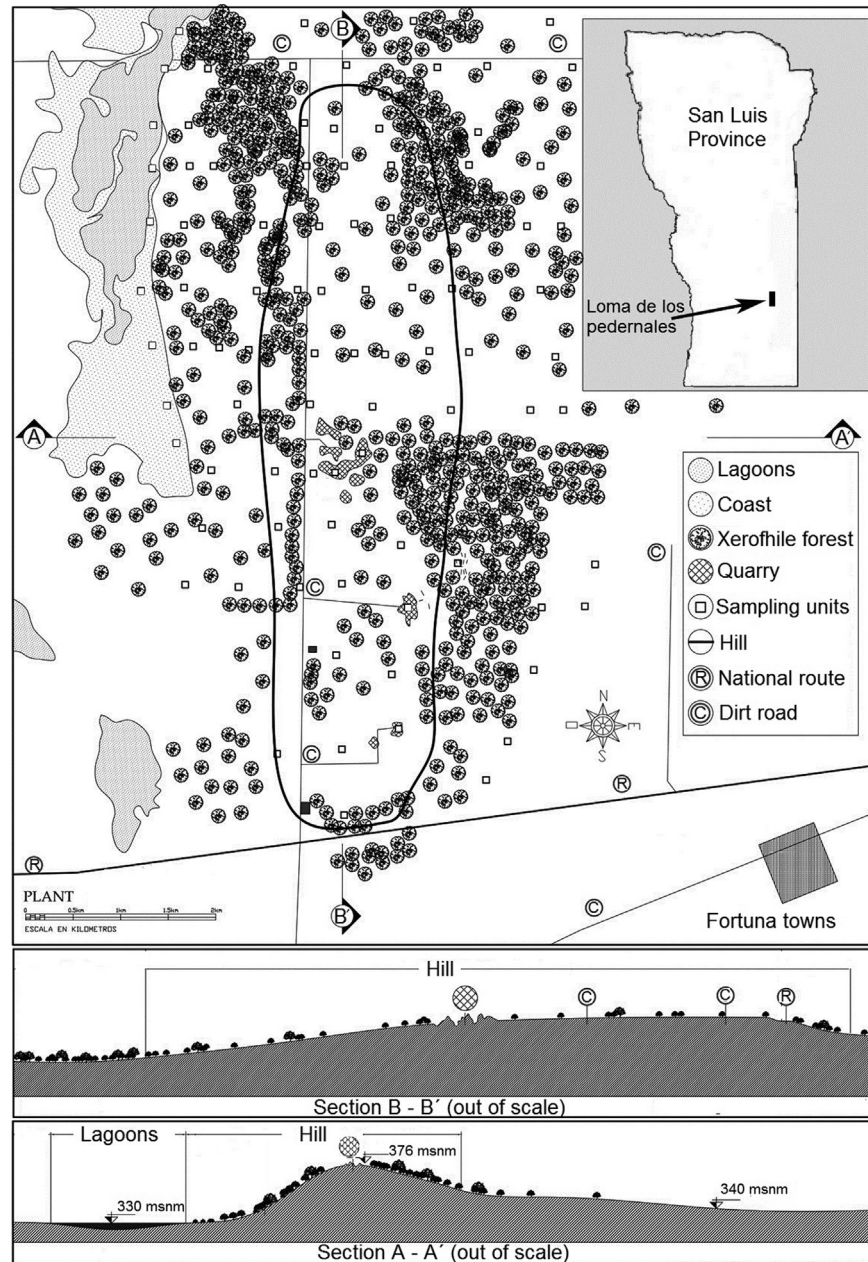 B
C
C
San Luis
Province
Loma de los
pedernales
A
A'
Lagoons
Coast
Xerofhile forest
Quarry
Sampling units
Hill
R National route
C Dirt road
C
C
N
O E
S
C
R
R
PLANT
0 0.5km 1km 1.5km 2km
ESCALA EN KILOMETROS
B'
C
Fortuna towns
Hill
C C R
Section B - B´ (out of scale)
Lagoons Hill
376 msnm
330 msnm
340 msnm
Section A - A´ (out of scale)